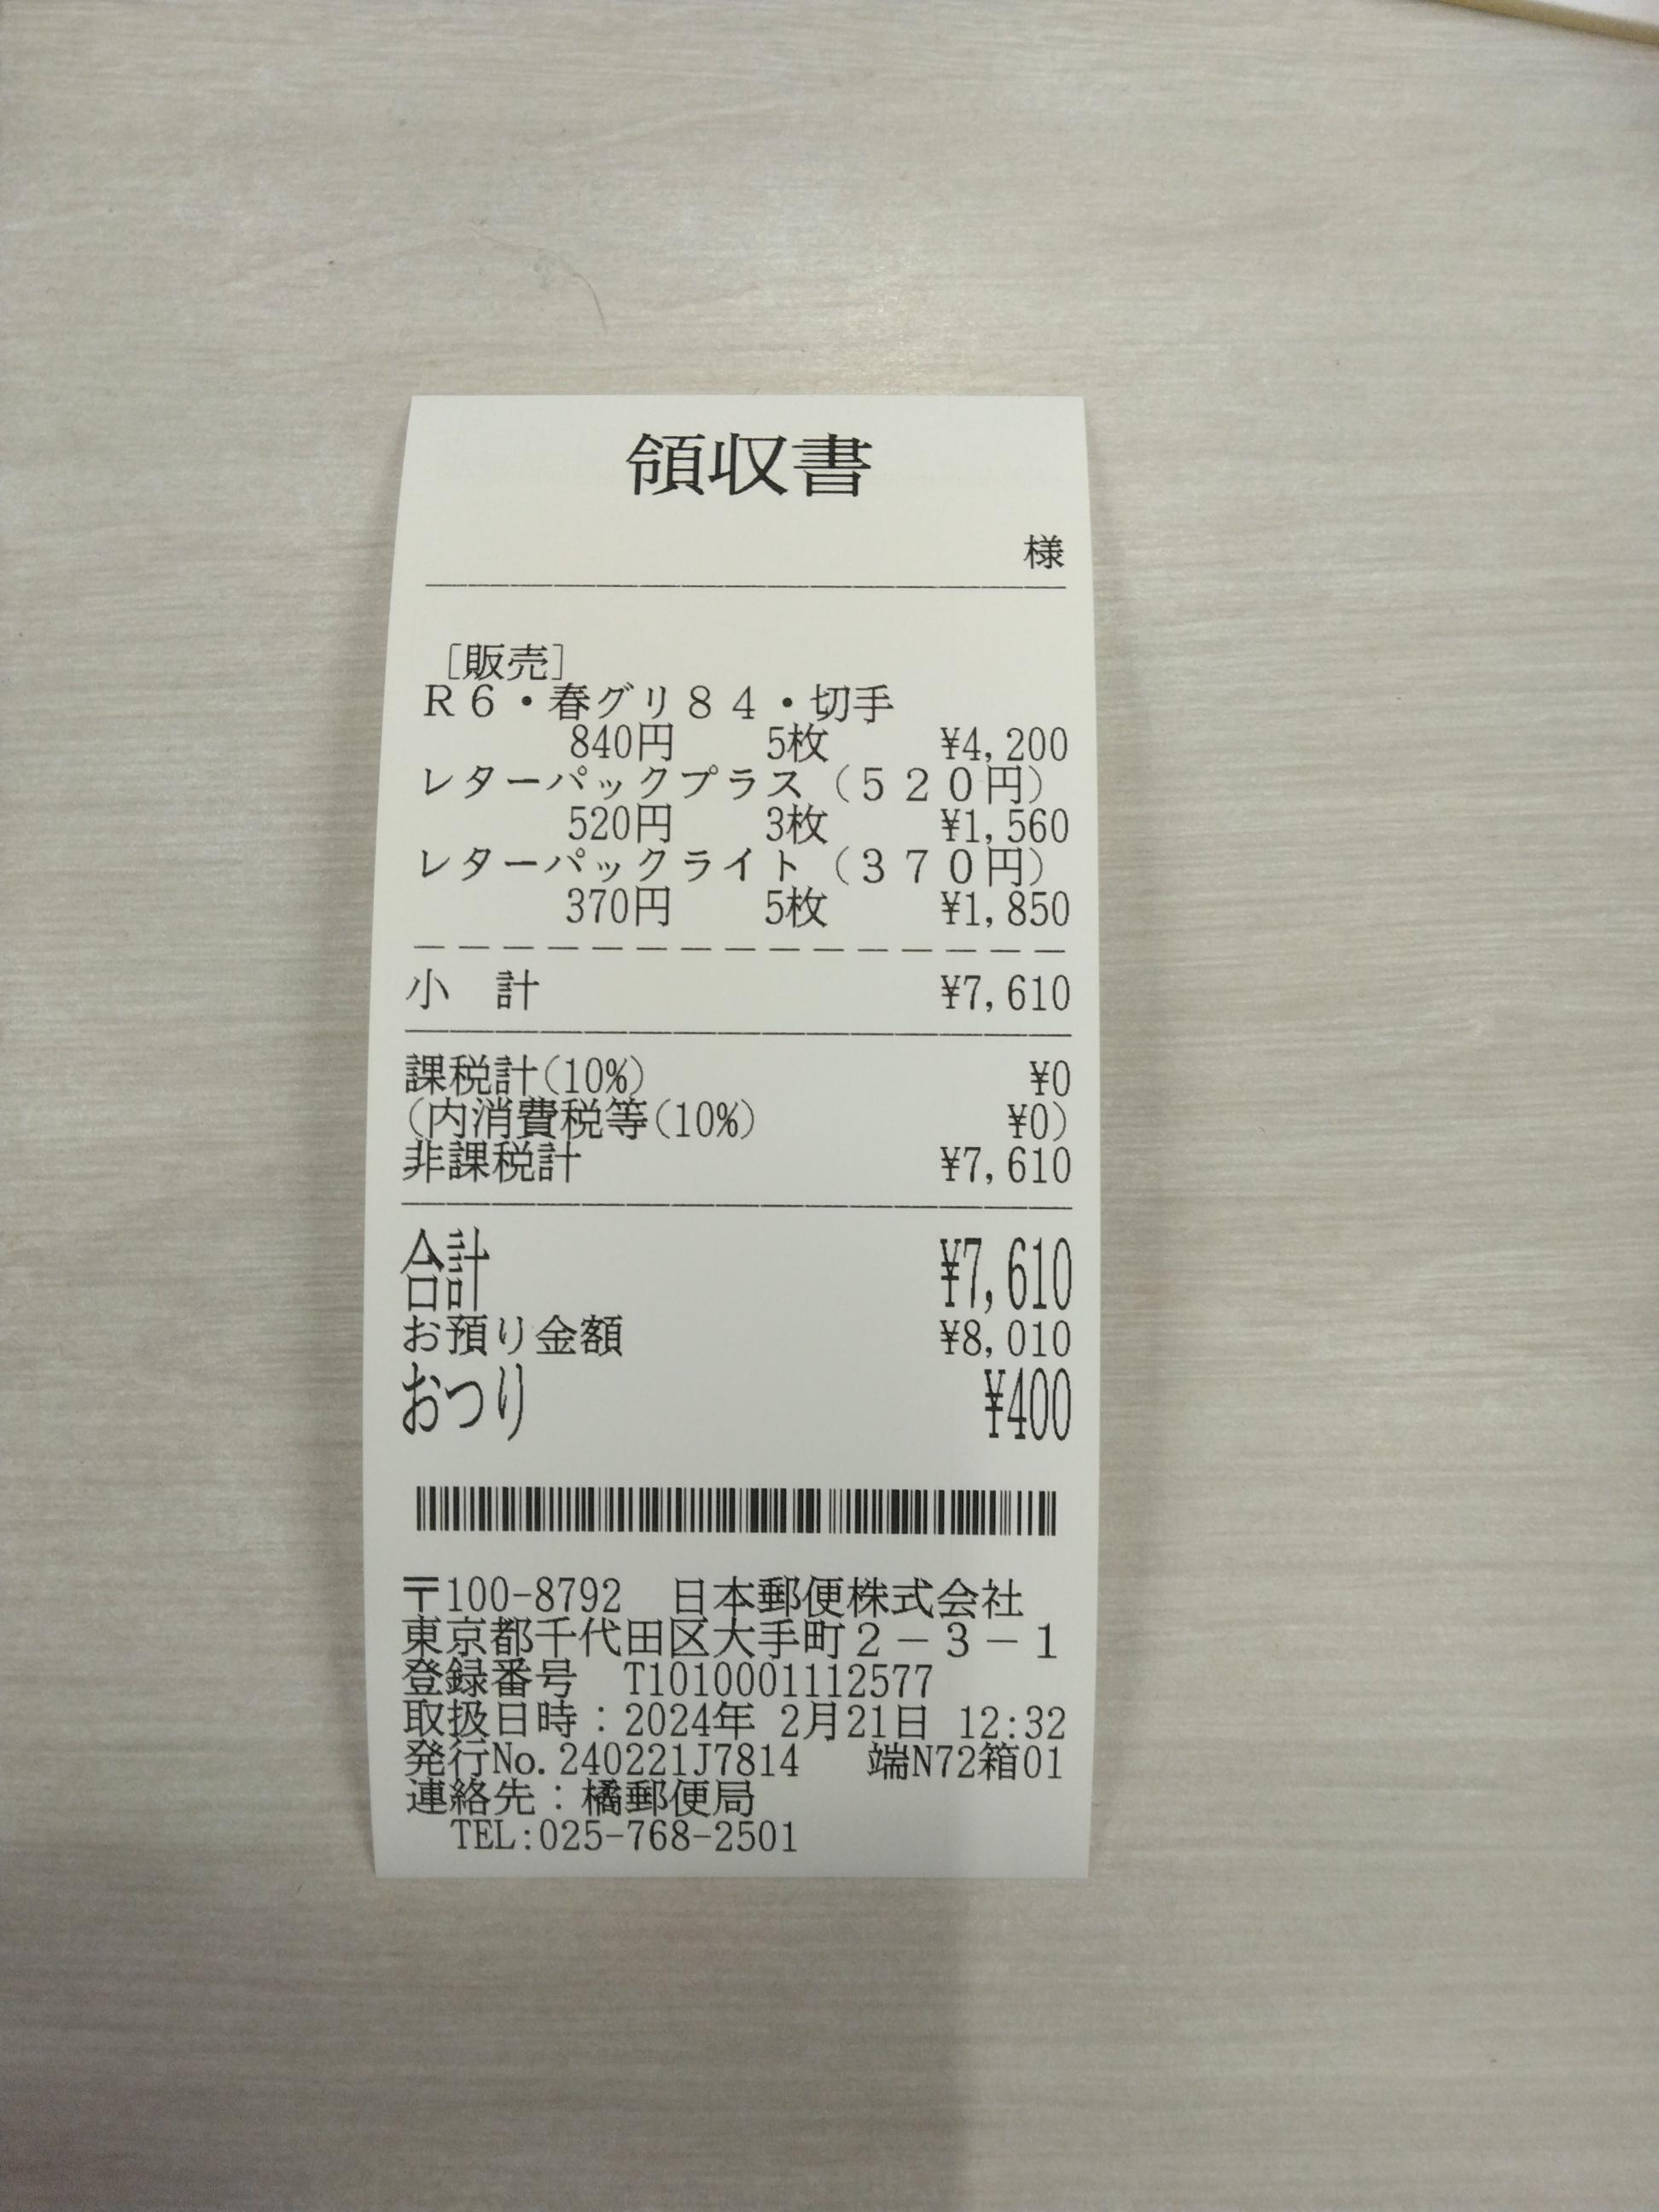 領収書
様
[販売]
R6・春グリ84・切手
840円 5枚 ¥4,200
レターパックプラス(520円)
520円 3枚 ¥1,560
レターパックライト(370円)
370円 5枚 ¥1,850
小 計 ¥7,610
課税計(10%) ¥0
(内消費税等(10%) ¥0)
非課税計 ¥7,610
合計 ¥7,610
お預り金額 ¥8,010
おつり ¥400
〒100-8792 日本郵便株式会社
東京都千代田区大手町2-3-1
登録番号 T1010001112577
取扱日時:2024年 2月21日 12:32
発行No.240221J7814 端N72箱01
連絡先:橘郵便局
TEL:025-768-2501